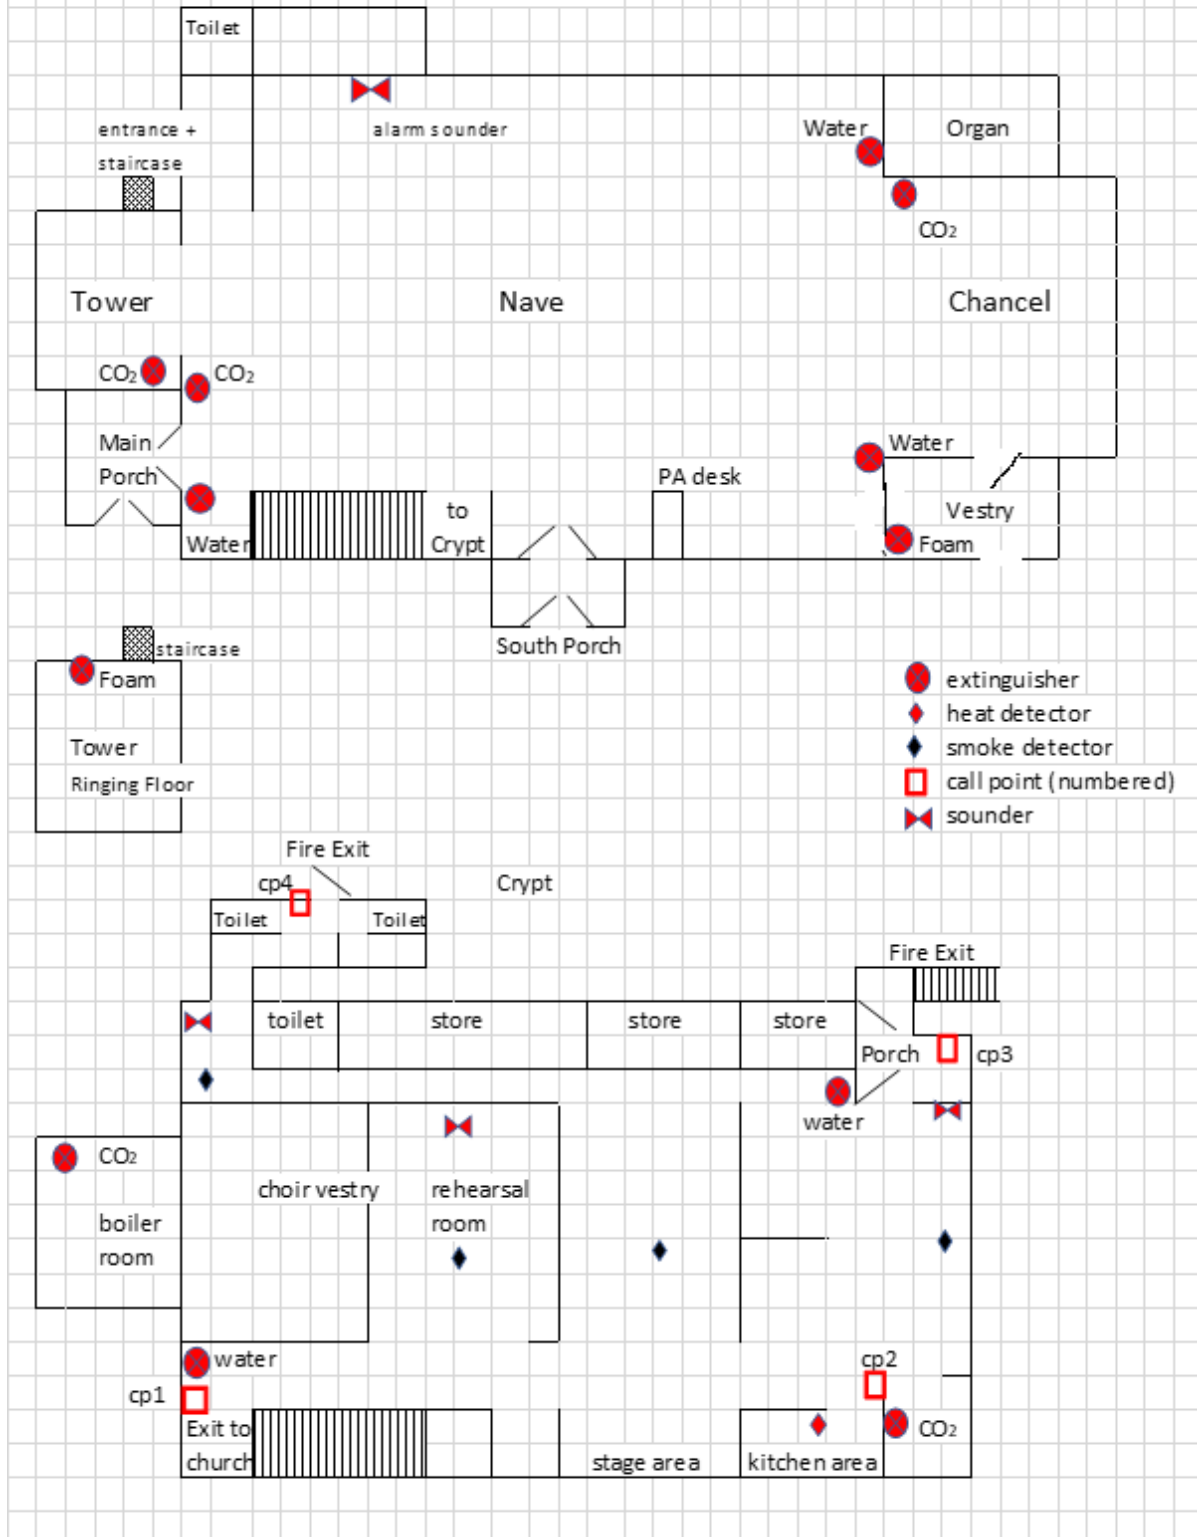 Toilet
entrance +
staircase
alarm sounder
Water
Organ
CO2
Tower
Nave
Chancel
CO2
CO2
Main
Porch
Water
PA desk
to
Crypt
Water
Vestry
Foam
South Porch
staircase
Foam
Tower
Ringing Floor
extinguisher
heat detector
smoke detector
call point (numbered)
sounder
Fire Exit
cp4
Crypt
Toilet
Toilet
Fire Exit
toilet
store
store
store
Porch
cp3
water
CO2
boiler
room
choir vestry
rehearsal
room
water
cp1
Exit to
church
cp2
CO2
stage area
kitchen area